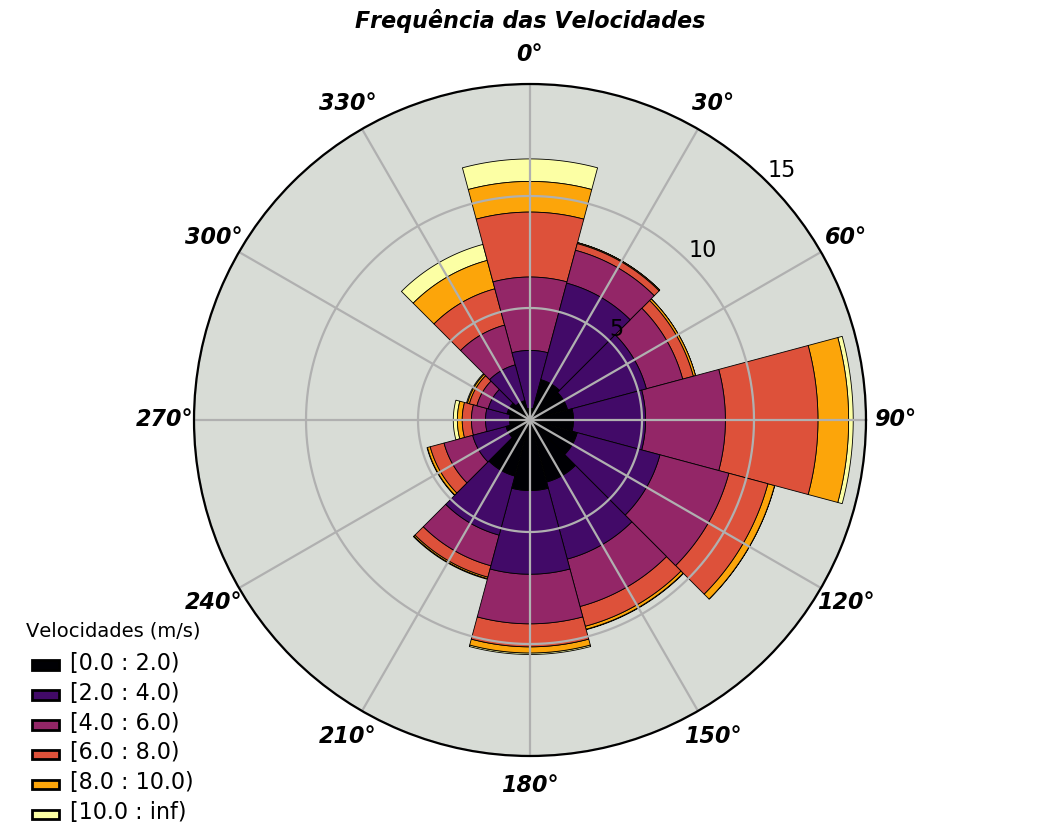 Frequência das Velocidades
0°
330°
30°
15
300°
60°
10
5
270°
90°
240°
120°
210°
150°
180°
Velocidades (m/s)
[0.0 : 2.0)
[2.0 : 4.0)
[4.0 : 6.0)
[6.0 : 8.0)
[8.0 : 10.0)
[10.0 : inf)